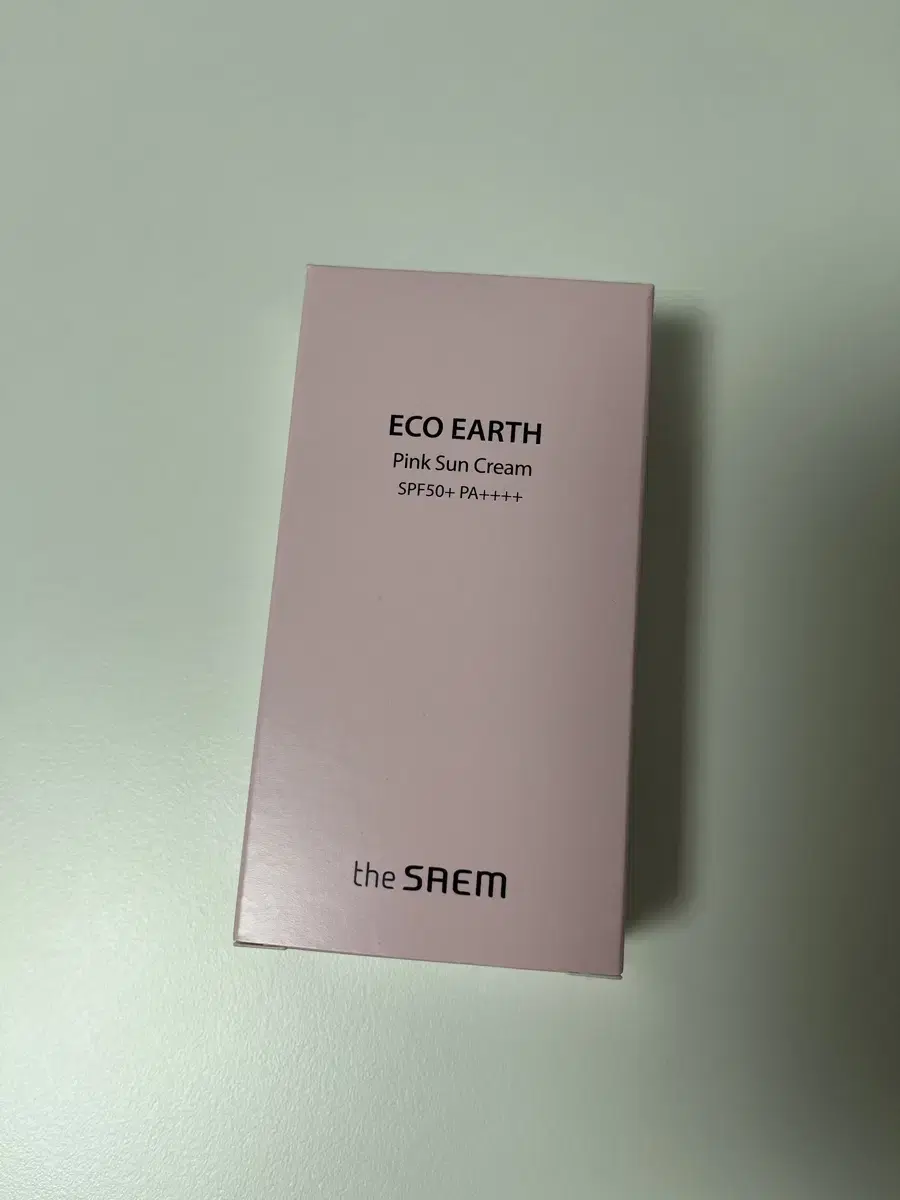 ECO EARTH
Pink Sun Cream
SPF50+ PA++++
the SAEM